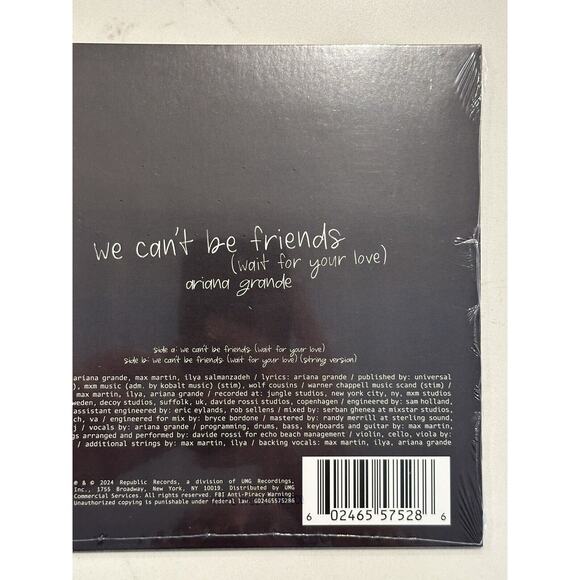 we can't be friends
(wait for your love)
ariana grande
side a: we can't be friends (wait for your love)
side b: we can't be friends (wait for your love) (string version)
ariana grande, max martin, ilya salmanzadeh / lyrics: ariana grande / published by: universal
), mxm music (adm. by kobalt music) (stim), wolf cousins / warner chappell music scand (stim) /
max martin, ilya, ariana grande / recorded at: jungle studios, new york city, ny, mxm studios
weden, decoy studios, suffolk, uk, davide rossi studios, copenhagen / engineered by: sam holland,
assistant engineered by: eric eylands, rob sellens / mixed by: serban ghenea at mixstar studios,
ch, va / engineered for mix by: bryce bordone / mastered by: randy merrill at sterling sound,
j / vocals by: ariana grande / programming, drums, bass, keyboards and guitar by: max martin,
gs arranged and performed by: davide rossi for echo beach management / violin, cello, viola by:
/ additional strings by: max martin, ilya / backing vocals: max martin, ilya, ariana grande
℗ & © 2024 Republic Records, a division of UMG Recordings,
Inc., 1755 Broadway, New York, NY 10019. Distributed by UMG
Commercial Services. All rights reserved. FBI Anti-Piracy Warning:
Unauthorized copying is punishable under federal law. 602465575286
6 02465 57528 6